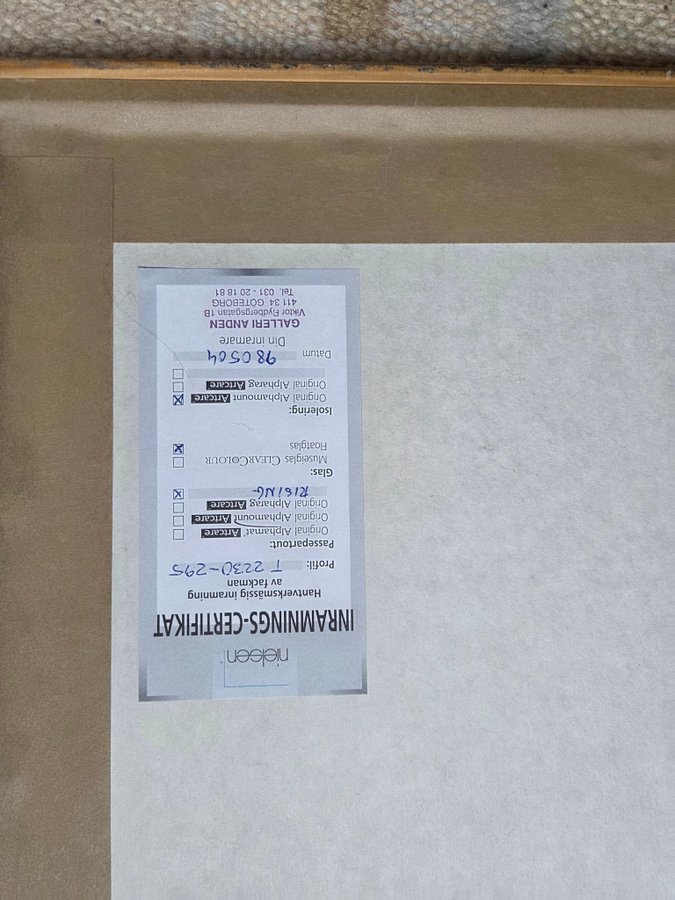 nielsen
INRAMNINGS-CERTIFIKAT
Hantverksmässig inramning
av fackman
Profil: T 2230-295
Passepartout:
Original Alphamat Artcare
Original Alphamount Artcare
Original Alpharag Artcare
RISING
Glas:
Museiglas CLEARCOLOUR
Floatglas
Isolering:
Original Alphamount Artcare
Original Alpharag Artcare
Datum 980504
Din inramare
GALLERI ANDEN
Viktor Rydbergsgatan 1B
411 34 GÖTEBORG
Tel. 031 - 20 18 81